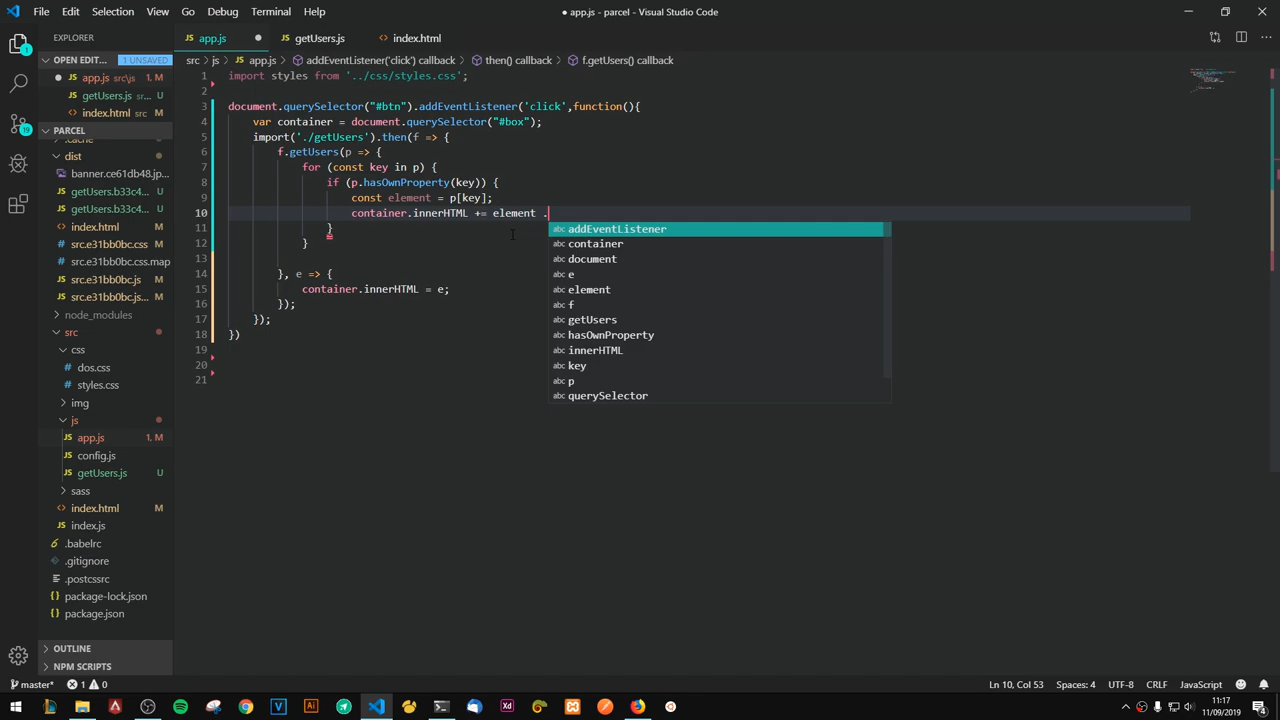 File Edit Selection View Go Debug Terminal Help ● app.js - parcel - Visual Studio Code
EXPLORER app.js getUsers.js index.html
OPEN EDIT... 1 UNSAVED src › js › app.js › addEventListener('click') callback › then() callback › f.getUsers() callback
app.js src\js 1, M
getUsers.js ... U
index.html src M
PARCEL
.cache
dist
banner.ce61db48.jp...
getUsers.b33c4... U
getUsers.b33c4... U
index.html U
src.e31bb0bc.css M
src.e31bb0bc.css.map
src.e31bb0bc.js M
src.e31bb0bc.j... M
node_modules
src
css
dos.css
styles.css
img
js
app.js 1, M
config.js
getUsers.js U
sass
index.html M
index.js
.babelrc
.gitignore
.postcssrc
package-lock.json
package.json
OUTLINE
NPM SCRIPTS
1 import styles from '../css/styles.css';
2
3 document.querySelector("#btn").addEventListener('click',function(){
4 var container = document.querySelector("#box");
5 import('./getUsers').then(f => {
6 f.getUsers(p => {
7 for (const key in p) {
8 if (p.hasOwnProperty(key)) {
9 const element = p[key];
10 container.innerHTML += element .
11 }
12 }
13
14 }, e => {
15 container.innerHTML = e;
16 });
17 });
18 })
19
20
21
abc addEventListener
abc container
abc document
abc e
abc element
abc f
abc getUsers
abc hasOwnProperty
abc innerHTML
abc key
abc p
abc querySelector
1
19
master* 1 0 Ln 10, Col 53 Spaces: 4 UTF-8 CRLF JavaScript
11:17
11/09/2019